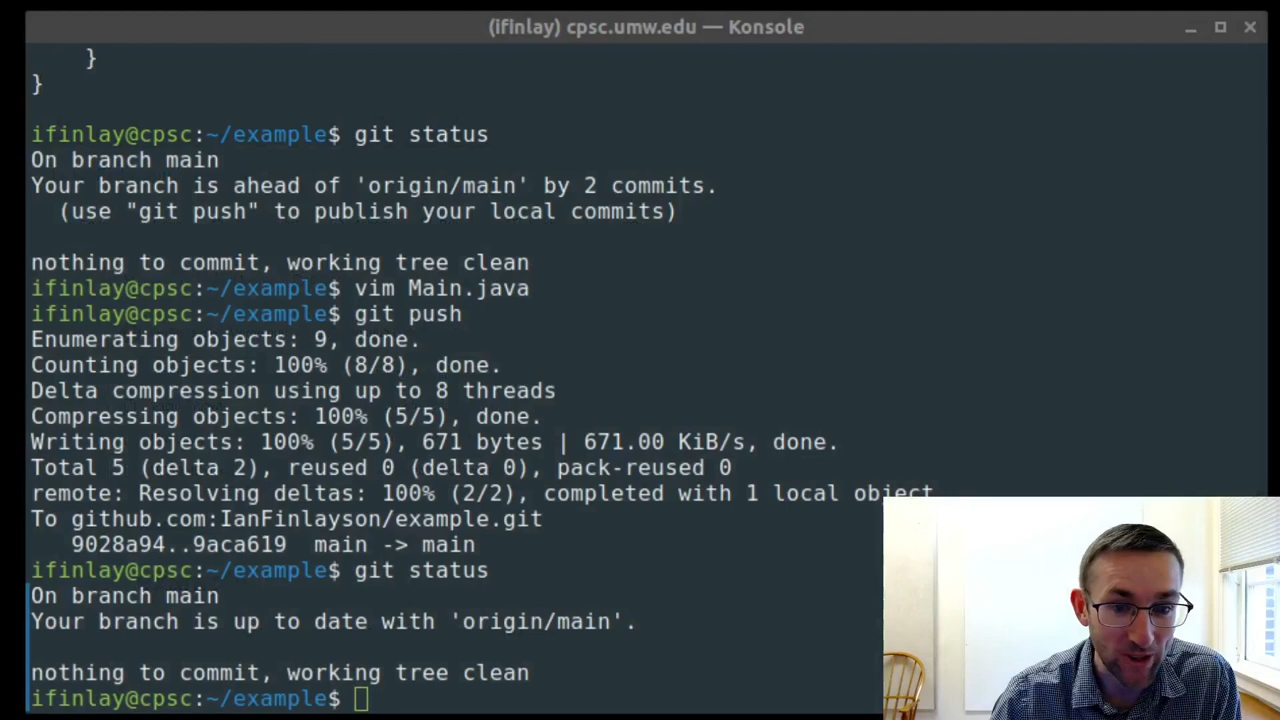 (ifinlay) cpsc.umw.edu — Konsole
}
}
ifinlay@cpsc:~/example$ git status
On branch main
Your branch is ahead of 'origin/main' by 2 commits.
(use "git push" to publish your local commits)
nothing to commit, working tree clean
ifinlay@cpsc:~/example$ vim Main.java
ifinlay@cpsc:~/example$ git push
Enumerating objects: 9, done.
Counting objects: 100% (8/8), done.
Delta compression using up to 8 threads
Compressing objects: 100% (5/5), done.
Writing objects: 100% (5/5), 671 bytes | 671.00 KiB/s, done.
Total 5 (delta 2), reused 0 (delta 0), pack-reused 0
remote: Resolving deltas: 100% (2/2), completed with 1 local object
To github.com:IanFinlayson/example.git
9028a94..9aca619  main -> main
ifinlay@cpsc:~/example$ git status
On branch main
Your branch is up to date with 'origin/main'.
nothing to commit, working tree clean
ifinlay@cpsc:~/example$